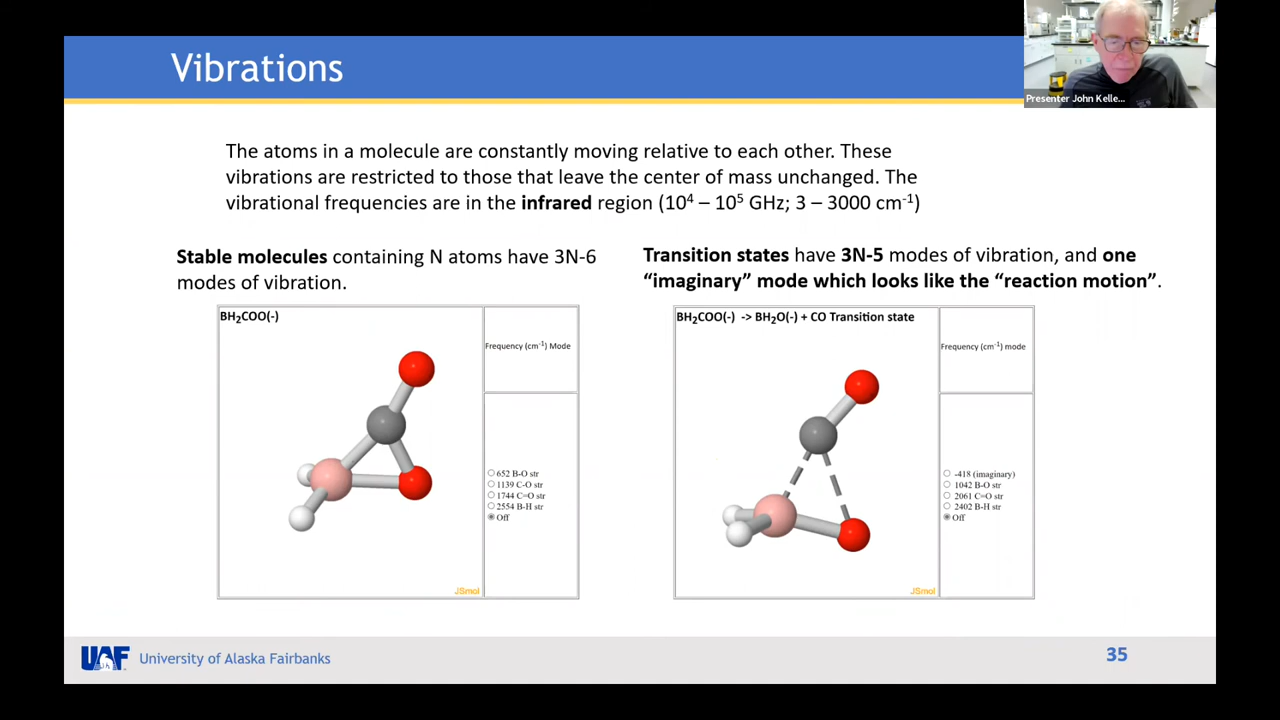 Vibrations
Presenter John Kelle...
The atoms in a molecule are constantly moving relative to each other. These
vibrations are restricted to those that leave the center of mass unchanged. The
vibrational frequencies are in the infrared region (10⁴ – 10⁵ GHz; 3 – 3000 cm⁻¹)
Stable molecules containing N atoms have 3N-6
modes of vibration.
BH₂COO(-)
Frequency (cm⁻¹) Mode
652 B-O str
1139 C-O str
1744 C=O str
2554 B-H str
Off
JSmol
Transition states have 3N-5 modes of vibration, and one
“imaginary” mode which looks like the “reaction motion”.
BH₂COO(-) -> BH₂O(-) + CO Transition state
Frequency (cm⁻¹) mode
-418 (imaginary)
1042 B-O str
2061 C=O str
2402 B-H str
Off
JSmol
UAF University of Alaska Fairbanks
35